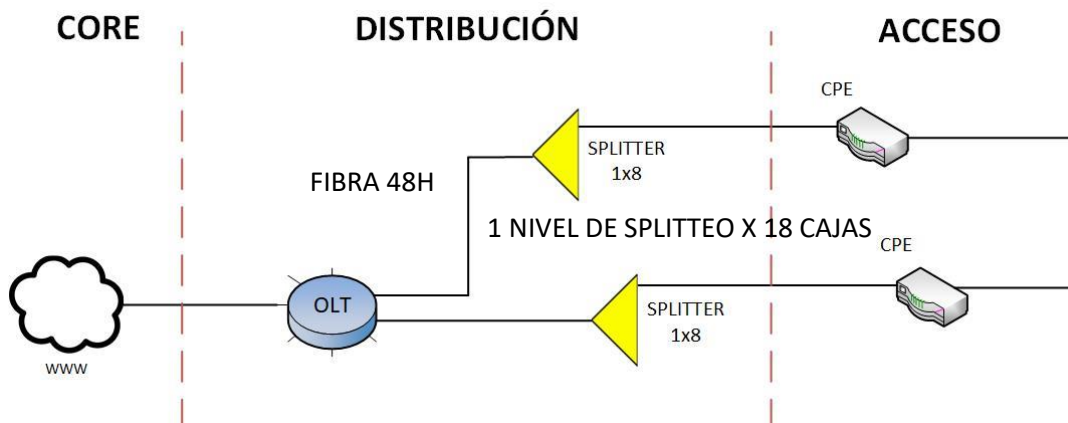 CORE
DISTRIBUCIÓN
ACCESO
CPE
SPLITTER
1x8
FIBRA 48H
1 NIVEL DE SPLITTEO X 18 CAJAS
CPE
OLT
SPLITTER
1x8
WWW